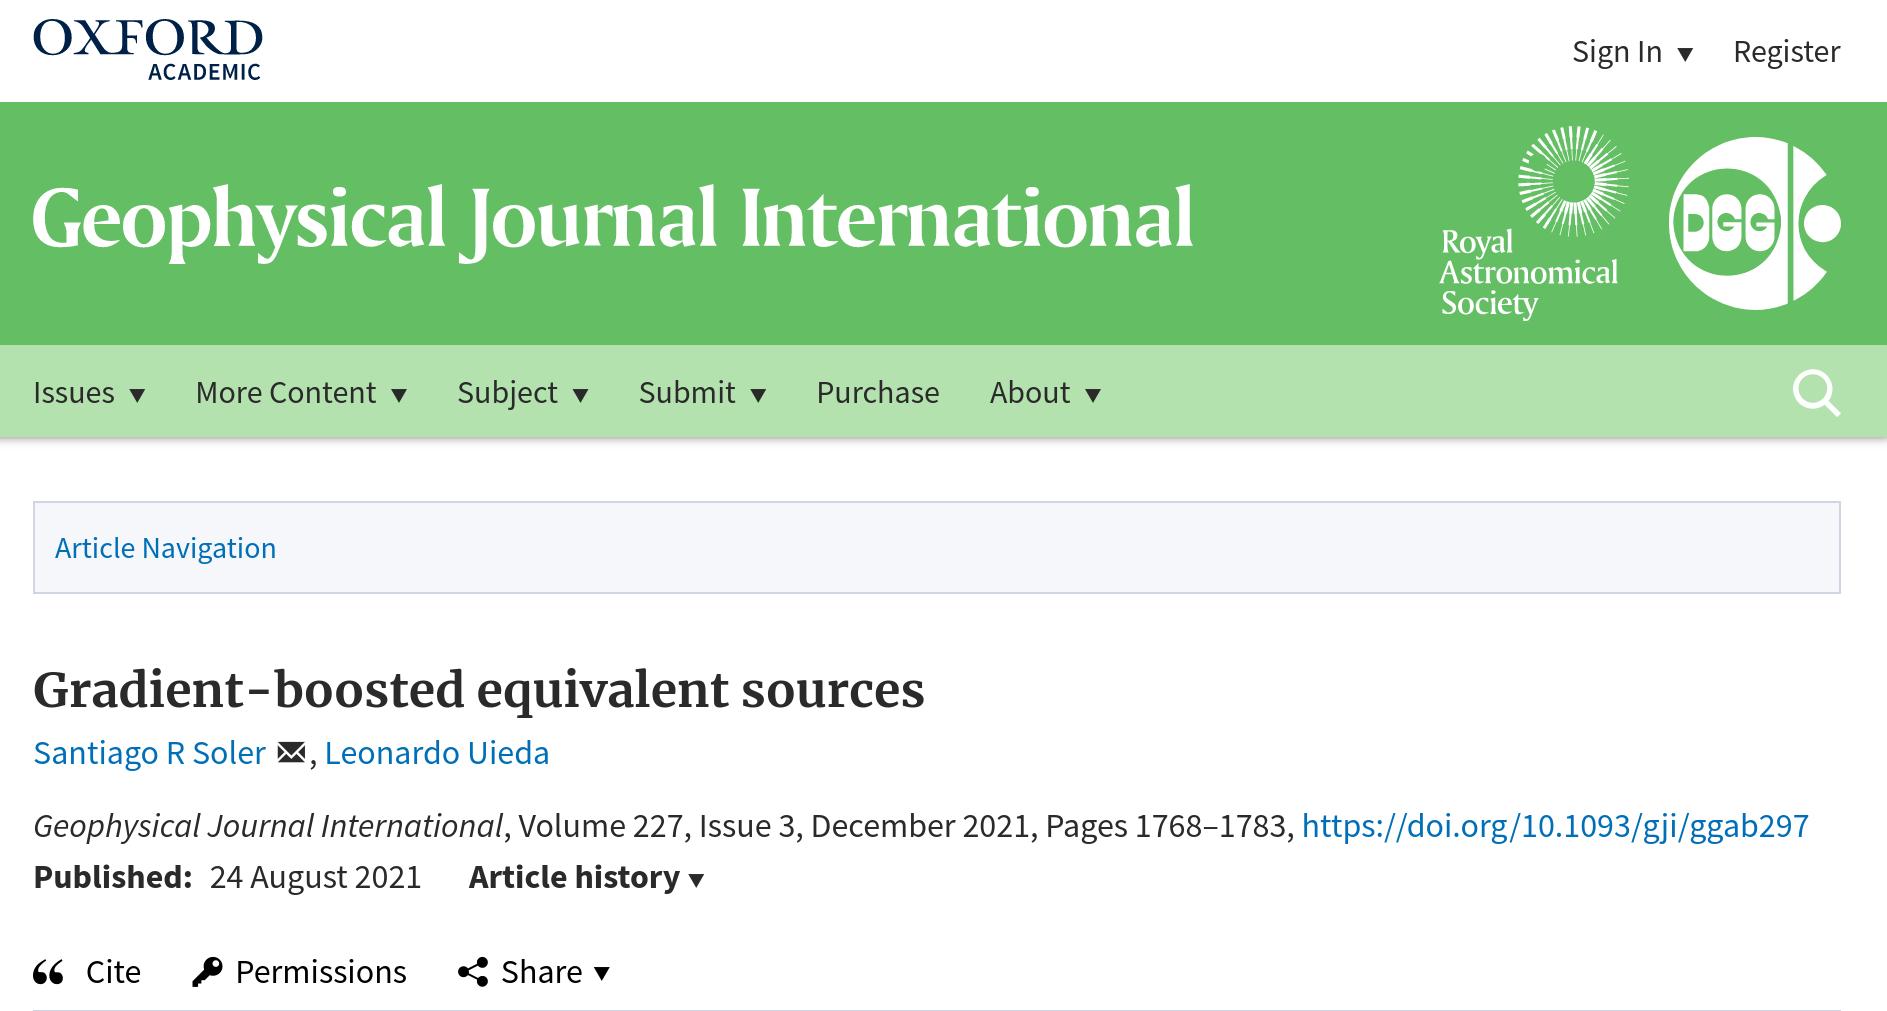 OXFORD
ACADEMIC
Sign In ▼ Register
Geophysical Journal International
Royal
Astronomical
Society
DGG
Issues ▼ More Content ▼ Subject ▼ Submit ▼ Purchase About ▼
Article Navigation
Gradient-boosted equivalent sources
Santiago R Soler ✉, Leonardo Uieda
Geophysical Journal International, Volume 227, Issue 3, December 2021, Pages 1768–1783, https://doi.org/10.1093/gji/ggab297
Published: 24 August 2021 Article history ▼
Cite Permissions Share ▼